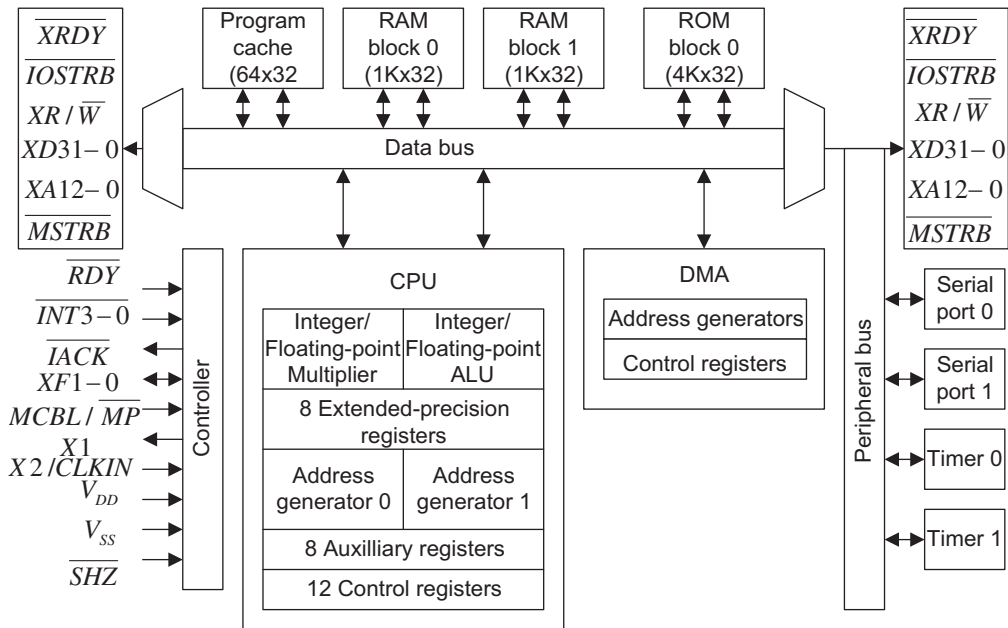 XRDY
IOSTRB
XR / W
XD31– 0
XA12– 0
MSTRB
Program
cache
(64x32
RAM
block 0
(1Kx32)
RAM
block 1
(1Kx32)
ROM
block 0
(4Kx32)
XRDY
IOSTRB
XR / W
XD31– 0
XA12– 0
MSTRB
Data bus
RDY
INT3–0
IACK
XF1–0
MCBL / MP
X1
X2 /CLKIN
VDD
VSS
SHZ
Controller
CPU
Integer/
Floating-point
Multiplier
Integer/
Floating-point
ALU
8 Extended-precision
registers
Address
generator 0
Address
generator 1
8 Auxilliary registers
12 Control registers
DMA
Address generators
Control registers
Peripheral bus
Serial
port 0
Serial
port 1
Timer 0
Timer 1